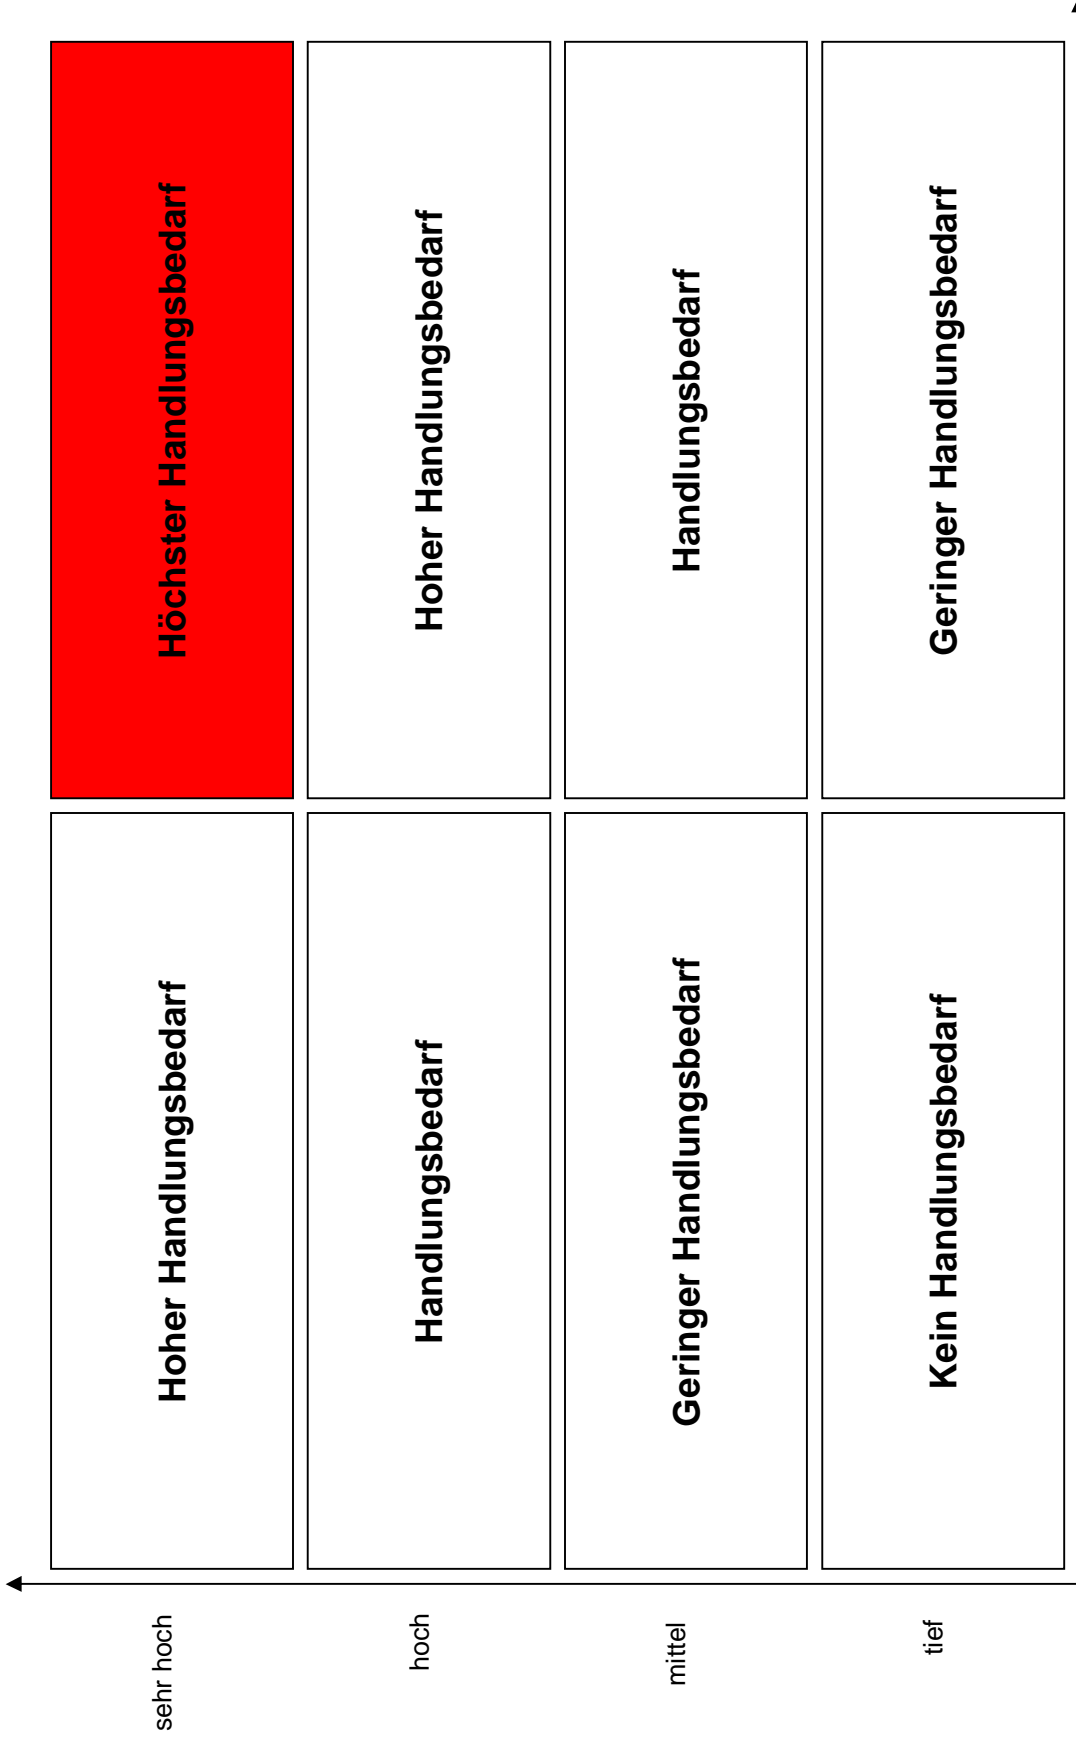 sehr hoch
Hoher Handlungsbedarf
Höchster Handlungsbedarf
hoch
Handlungsbedarf
Hoher Handlungsbedarf
mittel
Geringer Handlungsbedarf
Handlungsbedarf
tief
Kein Handlungsbedarf
Geringer Handlungsbedarf